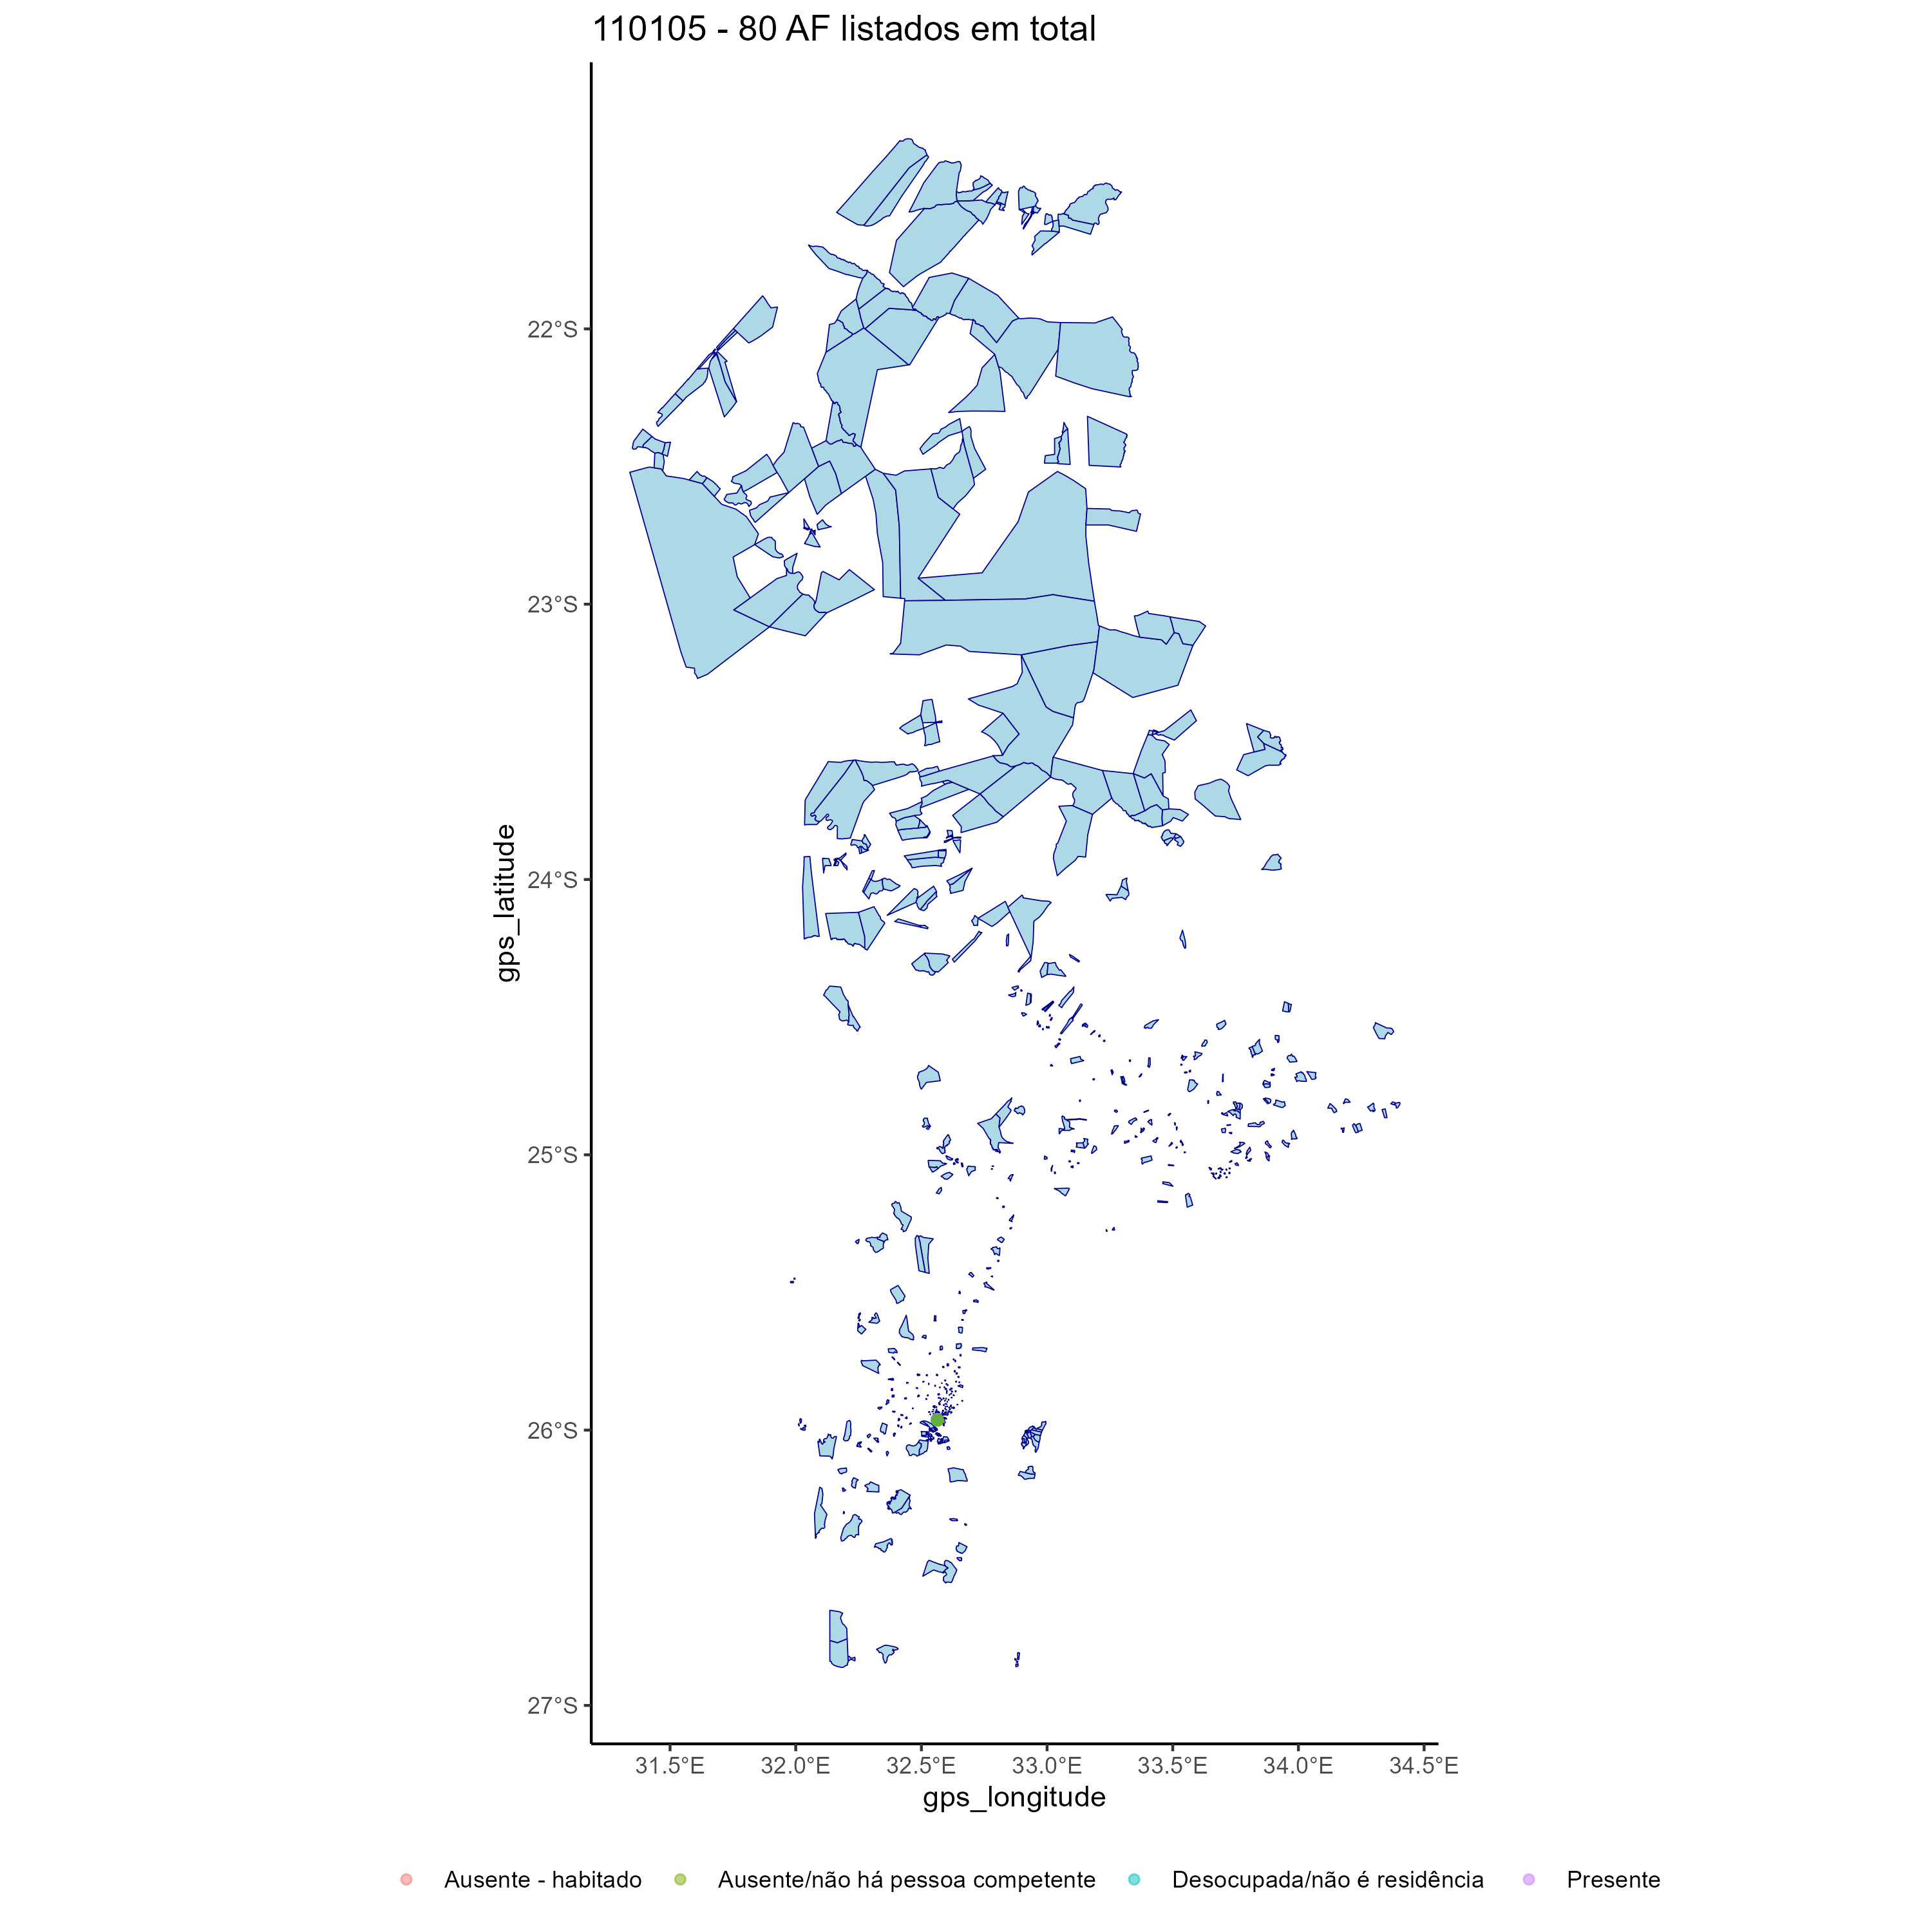 110105 - 80 AF listados em total
22°S
23°S
24°S
25°S
26°S
27°S
gps_latitude
31.5°E 32.0°E 32.5°E 33.0°E 33.5°E 34.0°E 34.5°E
gps_longitude
Ausente - habitado Ausente/não há pessoa competente Desocupada/não é residência Presente